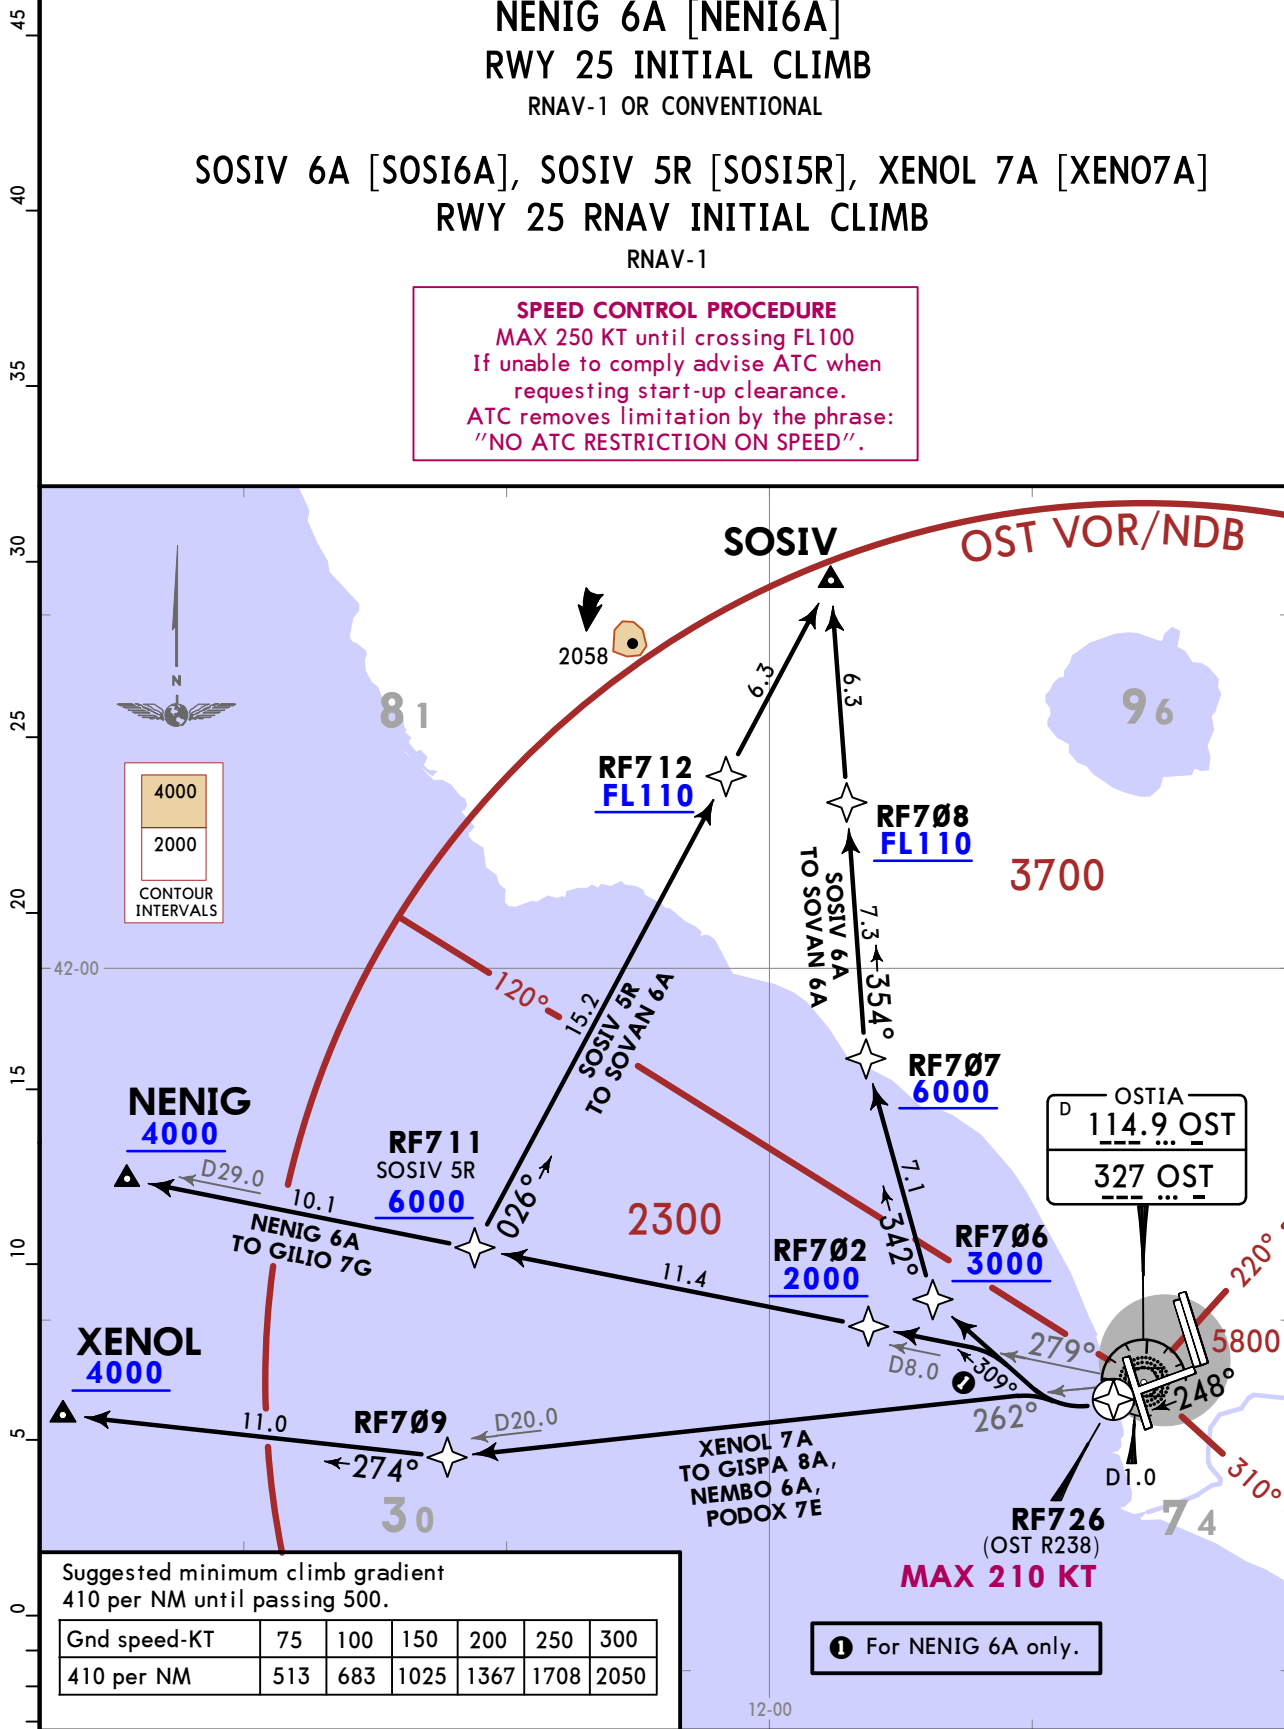 NENIG 6A [NENI6A]
RWY 25 INITIAL CLIMB
RNAV-1 OR CONVENTIONAL
SOSIV 6A [SOSI6A], SOSIV 5R [SOSI5R], XENOL 7A [XENO7A]
RWY 25 RNAV INITIAL CLIMB
RNAV-1
SPEED CONTROL PROCEDURE
MAX 250 KT until crossing FL100
If unable to comply advise ATC when
requesting start-up clearance.
ATC removes limitation by the phrase:
"NO ATC RESTRICTION ON SPEED".
45
40
35
30
25
20
15
10
5
0
SOSIV
OST VOR/NDB
2058
N
81
96
6.3
6.3
RF712
FL110
RF7Ø8
FL110
4000
2000
CONTOUR
INTERVALS
3700
SOSIV 6A
TO SOVAN 6A
7.3
354°
42-00
120°
15.2
SOSIV 5R
TO SOVAN 6A
RF7Ø7
6000
NENIG
4000
D29.0
10.1
NENIG 6A
TO GILIO 7G
RF711
SOSIV 5R
6000
026°
2300
7.1
342°
OSTIA
D 114.9 OST
327 OST
RF7Ø2
2000
RF7Ø6
3000
11.4
220°
5800
279°
D8.0
309°
1
248°
262°
XENOL
4000
11.0
RF7Ø9
D20.0
274°
XENOL 7A
TO GISPA 8A,
NEMBO 6A,
PODOX 7E
D1.0
310°
30
74
RF726
(OST R238)
MAX 210 KT
Suggested minimum climb gradient
410 per NM until passing 500.
Gnd speed-KT 75 100 150 200 250 300
410 per NM 513 683 1025 1367 1708 2050
1 For NENIG 6A only.
12-00